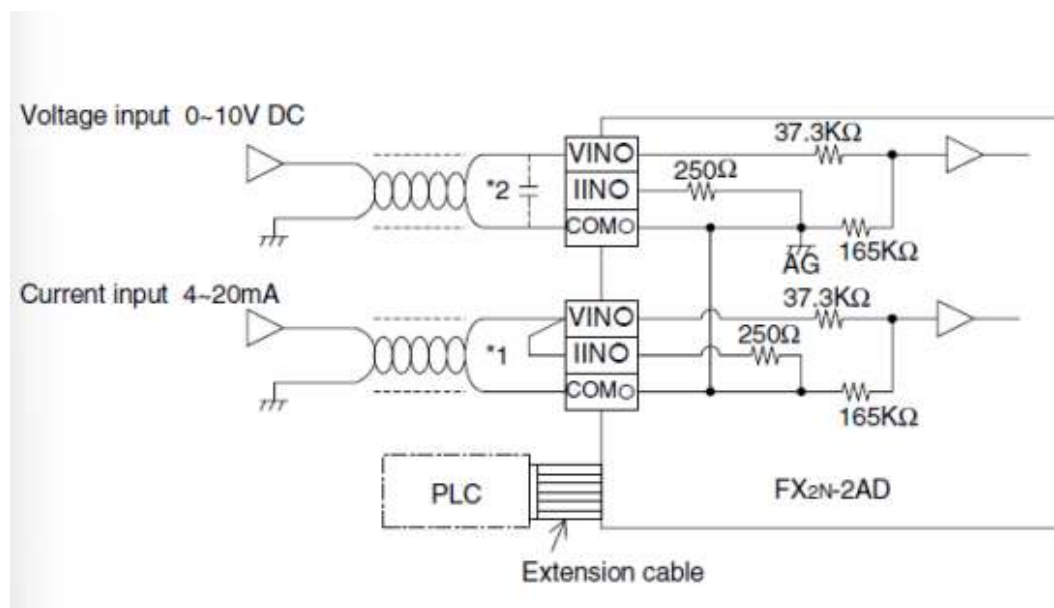 Voltage input 0~10V DC
VIN
37.3KΩ
250Ω
*2
IIN
COM
165KΩ
AG
Current input 4~20mA
37.3KΩ
VIN
250Ω
*1
IIN
COM
165KΩ
PLC
FX2N-2AD
Extension cable